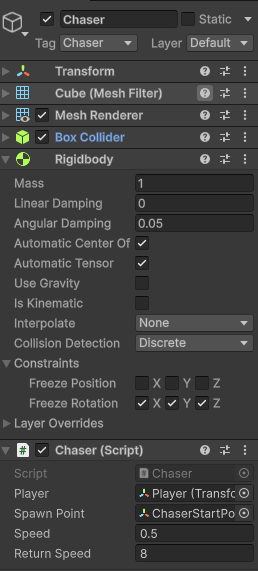 Chaser Static
Tag Chaser Layer Default
Transform
Cube (Mesh Filter)
Mesh Renderer
Box Collider
Rigidbody
Mass 1
Linear Damping 0
Angular Damping 0.05
Automatic Center Of
Automatic Tensor
Use Gravity
Is Kinematic
Interpolate None
Collision Detection Discrete
Constraints
Freeze Position X Y Z
Freeze Rotation X Y Z
Layer Overrides
# Chaser (Script)
Script # Chaser
Player Player (Transfo
Spawn Point ChaserStartPo
Speed 0.5
Return Speed 8